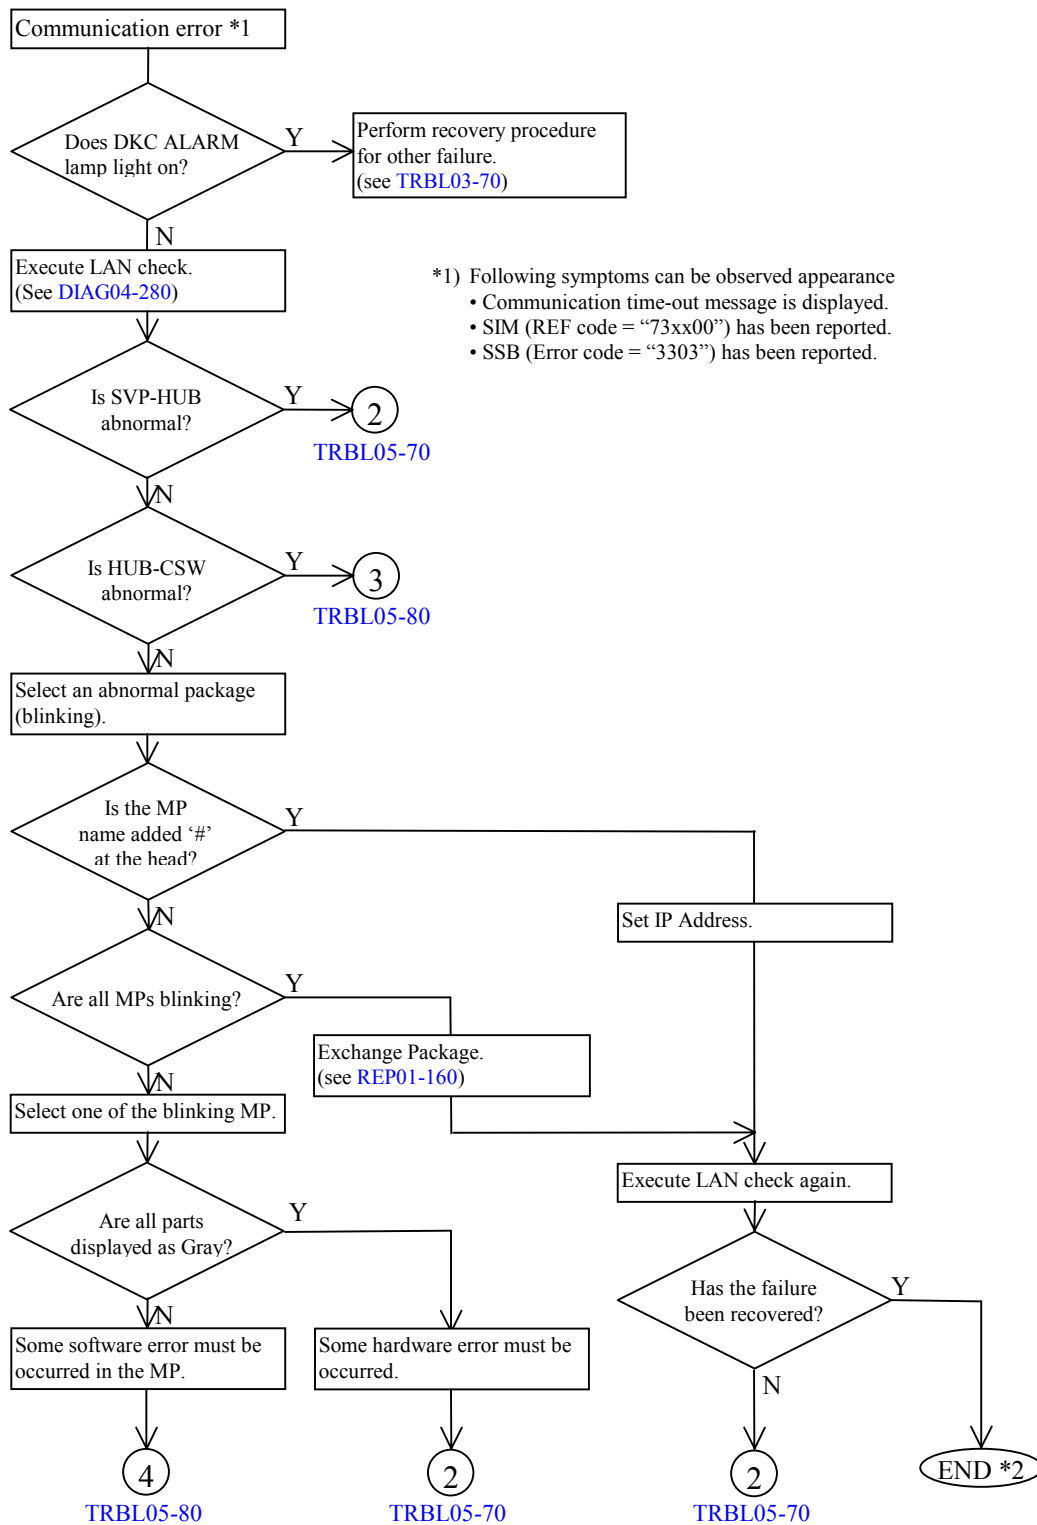 Communication error *1
Does DKC ALARM
lamp light on?
Y
Perform recovery procedure
for other failure.
(see TRBL03-70)
N
Execute LAN check.
(See DIAG04-280)
*1) Following symptoms can be observed appearance
• Communication time-out message is displayed.
• SIM (REF code = “73xx00”) has been reported.
• SSB (Error code = “3303”) has been reported.
Is SVP-HUB
abnormal?
Y
2
TRBL05-70
N
Is HUB-CSW
abnormal?
Y
3
TRBL05-80
N
Select an abnormal package
(blinking).
Is the MP
name added ‘#’
at the head?
Y
Set IP Address.
N
Are all MPs blinking?
Y
Exchange Package.
(see REP01-160)
N
Select one of the blinking MP.
Execute LAN check again.
Are all parts
displayed as Gray?
Y
Has the failure
been recovered?
Y
N
Some software error must be
occurred in the MP.
Some hardware error must be
occurred.
N
4
TRBL05-80
2
TRBL05-70
2
TRBL05-70
END *2